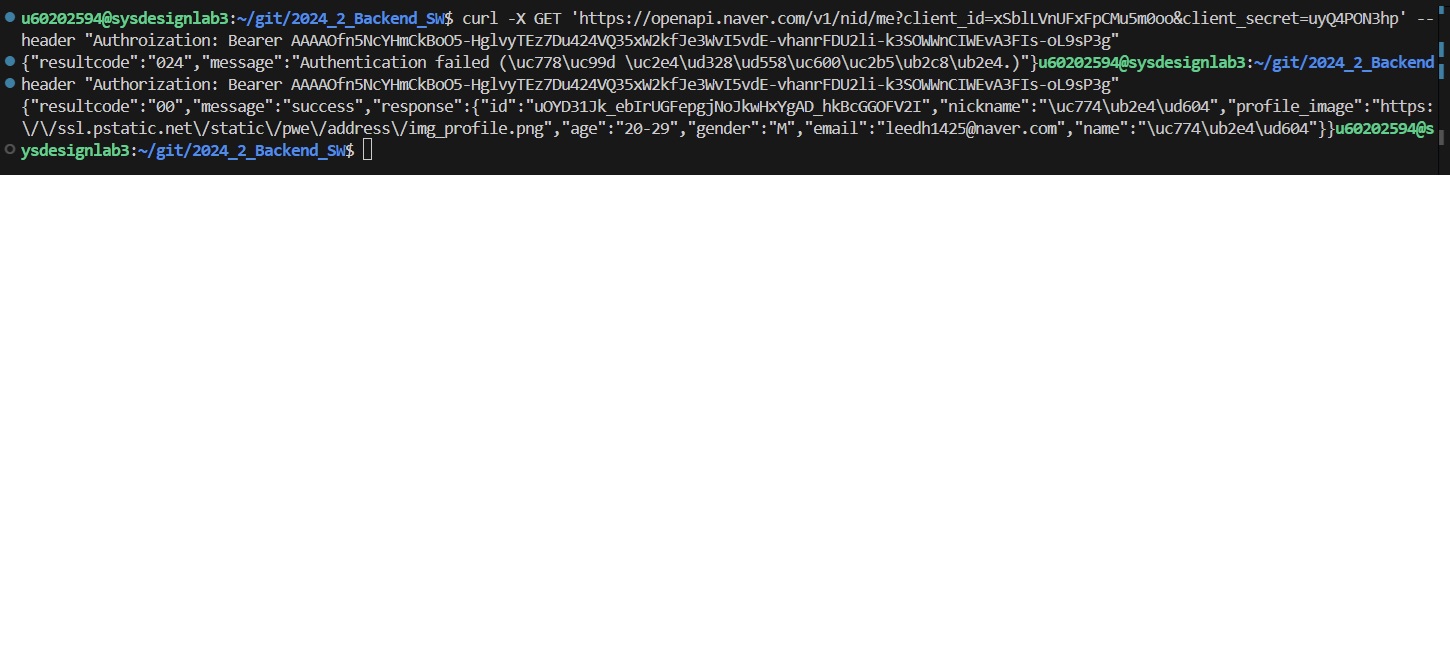 u60202594@sysdesignlab3:~/git/2024_2_Backend_SW$ curl -X GET 'https://openapi.naver.com/v1/nid/me?client_id=xSblLVnUFxFpCMu5m0oo&client_secret=uyQ4PON3hp' --
header "Authroization: Bearer AAAAOfn5NcYHmCkBoO5-HglvyTEz7Du424VQ35xW2kfJe3WvI5vdE-vhanrFDU2li-k3SOWWnCIWEvA3FIs-oL9sP3g"
{"resultcode":"024","message":"Authentication failed (\uc778\uc99d \uc2e4\ud328\ud558\uc600\uc2b5\ub2c8\ub2e4.)"}u60202594@sysdesignlab3:~/git/2024_2_Backend
header "Authorization: Bearer AAAAOfn5NcYHmCkBoO5-HglvyTEz7Du424VQ35xW2kfJe3WvI5vdE-vhanrFDU2li-k3SOWWnCIWEvA3FIs-oL9sP3g"
{"resultcode":"00","message":"success","response":{"id":"uOYD31Jk_ebIrUGFepgjNoJkwHxYgAD_hkBcGGOFV2I","nickname":"\uc774\ub2e4\ud604","profile_image":"https:
\/\/ssl.pstatic.net\/static\/pwe\/address\/img_profile.png","age":"20-29","gender":"M","email":"leedh1425@naver.com","name":"\uc774\ub2e4\ud604"}}u60202594@s
ysdesignlab3:~/git/2024_2_Backend_SW$